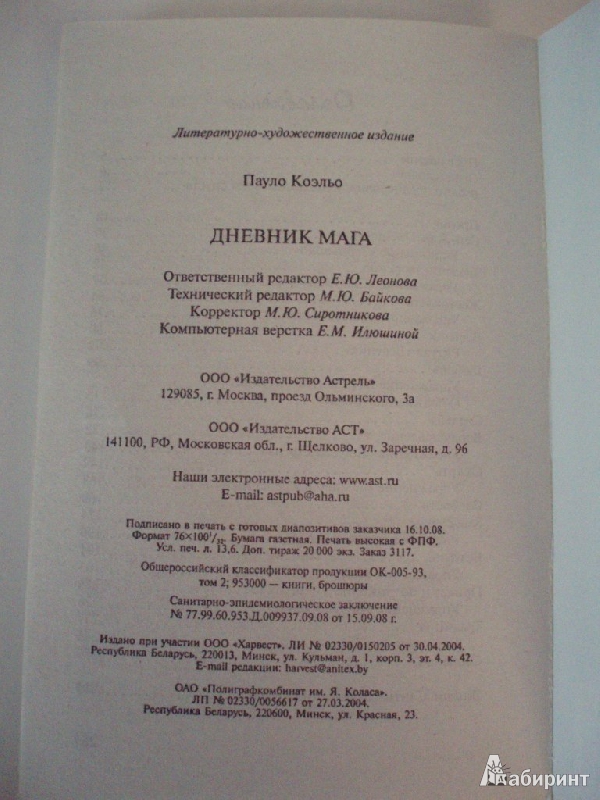 Литературно-художественное издание
Пауло Коэльо
ДНЕВНИК МАГА
Ответственный редактор Е.Ю. Леонова
Технический редактор М.Ю. Байкова
Корректор М.Ю. Сиротникова
Компьютерная верстка Е.М. Илюшиной
ООО «Издательство Астрель»
129085, г. Москва, проезд Ольминского, 3а
ООО «Издательство АСТ»
141100, РФ, Московская обл., г. Щелково, ул. Заречная, д. 96
Наши электронные адреса: www.ast.ru
E-mail: astpub@aha.ru
Подписано в печать с готовых диапозитивов заказчика 16.10.08.
Формат 76×100 1/32. Бумага газетная. Печать высокая с ФПФ.
Усл. печ. л. 13,6. Доп. тираж 20 000 экз. Заказ 3117.
Общероссийский классификатор продукции ОК-005-93,
том 2; 953000 — книги, брошюры
Санитарно-эпидемиологическое заключение
№ 77.99.60.953.Д.009937.09.08 от 15.09.08 г.
Издано при участии ООО «Харвест». ЛИ № 02330/0150205 от 30.04.2004.
Республика Беларусь, 220013, Минск, ул. Кульман, д. 1, корп. 3, эт. 4, к. 42.
E-mail редакции: harvest@anitex.by
ОАО «Полиграфкомбинат им. Я. Коласа».
ЛП № 02330/0056617 от 27.03.2004.
Республика Беларусь, 220600, Минск, ул. Красная, 23.
Лабиринт